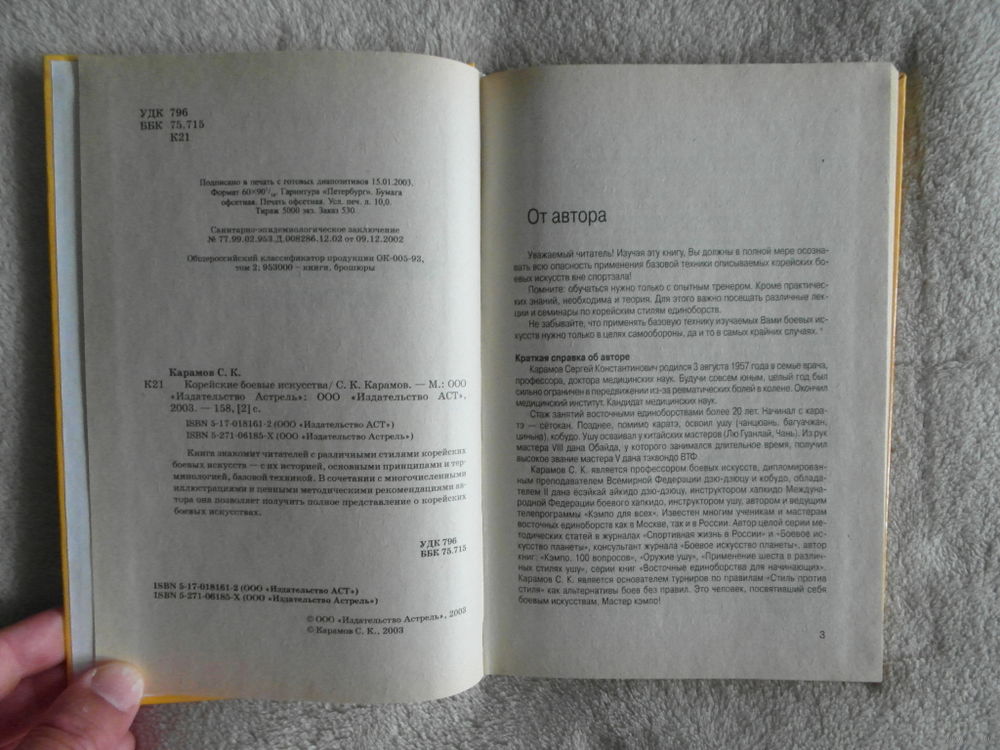 УДК 796
ББК 75.715
К21
Подписано в печать с готовых диапозитивов 15.01.2003.
Формат 60×90 1/16. Гарнитура «Петербург». Бумага
офсетная. Печать офсетная. Усл. печ. л. 10,0.
Тираж 5000 экз. Заказ 530.
Санитарно-эпидемиологическое заключение
№ 77.99.02.953.Д.008286.12.02 от 09.12.2002
Общероссийский классификатор продукции ОК-005-93,
том 2; 953000 – книги, брошюры
Карамов С. К.
К21 Корейские боевые искусства/ С. К. Карамов. — М.: ООО
«Издательство Астрель»: ООО «Издательство АСТ»,
2003. — 158, [2] с.
ISBN 5-17-018161-2 (ООО «Издательство АСТ»)
ISBN 5-271-06185-X (ООО «Издательство Астрель»)
Книга знакомит читателей с различными стилями корейских
боевых искусств — с их историей, основными принципами и тер-
минологией, базовой техникой. В сочетании с многочисленными
иллюстрациями и ценными методическими рекомендациями ав-
тора она позволяет получить полное представление о корейских
боевых искусствах.
УДК 796
ББК 75.715
ISBN 5-17-018161-2 (ООО «Издательство АСТ»)
ISBN 5-271-06185-X (ООО «Издательство Астрель»)
© ООО «Издательство Астрель», 2003
© Карамов С. К., 2003
От автора
Уважаемый читатель! Изучая эту книгу, Вы должны в полной мере осозна-
вать всю опасность применения базовой техники описываемых корейских бо-
евых искусств вне спортзала!
Помните: обучаться нужно только с опытным тренером. Кроме практичес-
ких знаний, необходима и теория. Для этого важно посещать различные лек-
ции и семинары по корейским стилям единоборств.
Не забывайте, что применять базовую технику изучаемых Вами боевых ис-
кусств нужно только в целях самообороны, да и то в самых крайних случаях.
Краткая справка об авторе
Карамов Сергей Константинович родился 3 августа 1957 года в семье врача,
профессора, доктора медицинских наук. Будучи совсем юным, целый год был
сильно ограничен в передвижении из-за ревматических болей в колене. Окончил
медицинский институт. Кандидат медицинских наук.
Стаж занятий восточными единоборствами более 20 лет. Начинал с кара-
тэ — сётокан. Позднее, помимо каратэ, освоил ушу (чанцюань, багуачжан,
циньна), кобудо. Ушу осваивал у китайских мастеров (Лю Гуанлай, Чань). Из рук
мастера VIII дана Обайда, у которого занимался длительное время, получил
высокое звание мастера V дана тэквондо ВТФ.
Карамов С. К. является профессором боевых искусств, дипломирован-
ным преподавателем Всемирной Федерации дзю-дзюцу и кобудо, облада-
телем II дана ёсэйкай айкидо дзю-дзюцу, инструктором хапкидо Междуна-
родной Федерации боевого хапкидо, инструктором ушу, автором и ведущим
телепрограммы «Кэмпо для всех». Известен многим ученикам и мастерам
восточных единоборств как в Москве, так и в России. Автор целой серии ме-
тодических статей в журналах «Спортивная жизнь в России» и «Боевое ис-
кусство планеты», консультант журнала «Боевое искусство планеты», автор
книг: «Кэмпо. 100 вопросов», «Оружие ушу», «Применение шеста в различ-
ных стилях ушу», серии книг «Восточные единоборства для начинающих».
Карамов С. К. является основателем турниров по правилам «Стиль против
стиля» как альтернативы боев без правил. Это человек, посвятивший себя
боевым искусствам. Мастер кэмпо!
3